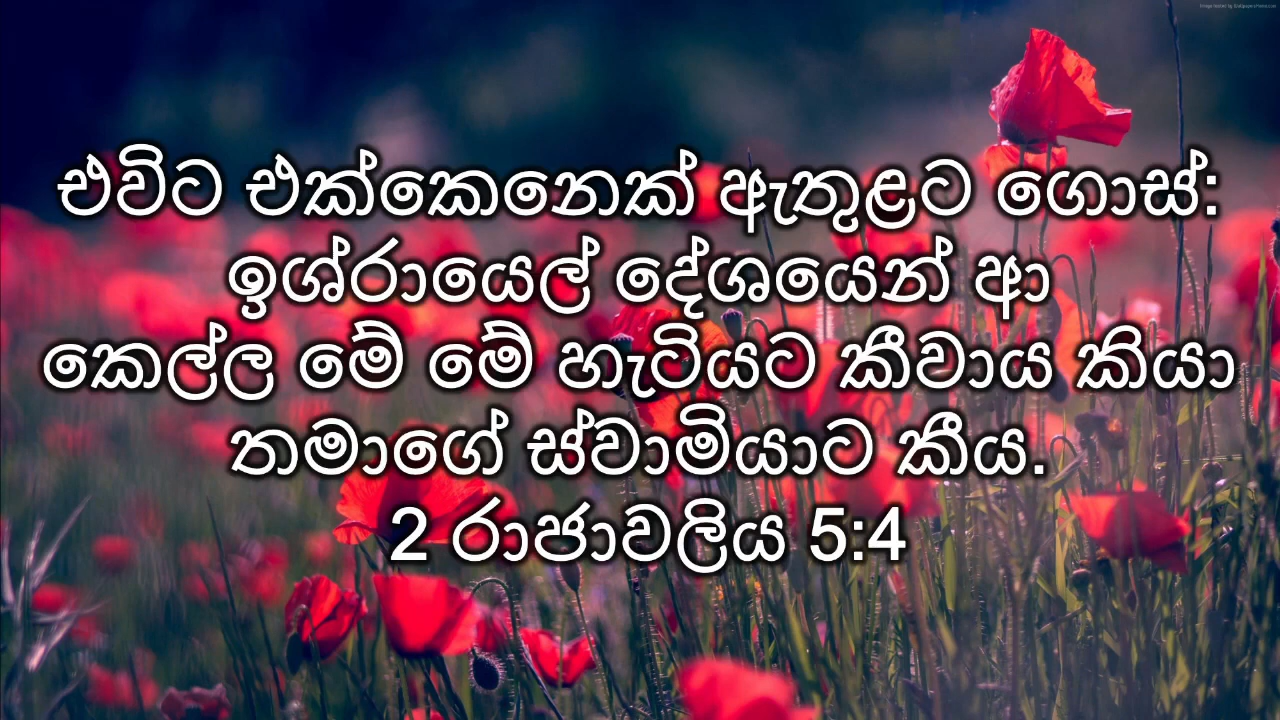 එවිට එක්කෙනෙක් ඇතුළට ගොස්:
ඉශ්රායෙල් දේශයෙන් ආ
කෙල්ල මේ මේ හැටියට කීවාය කියා
තමාගේ ස්වාමියාට කීය.
2 රාජාවලිය 5:4